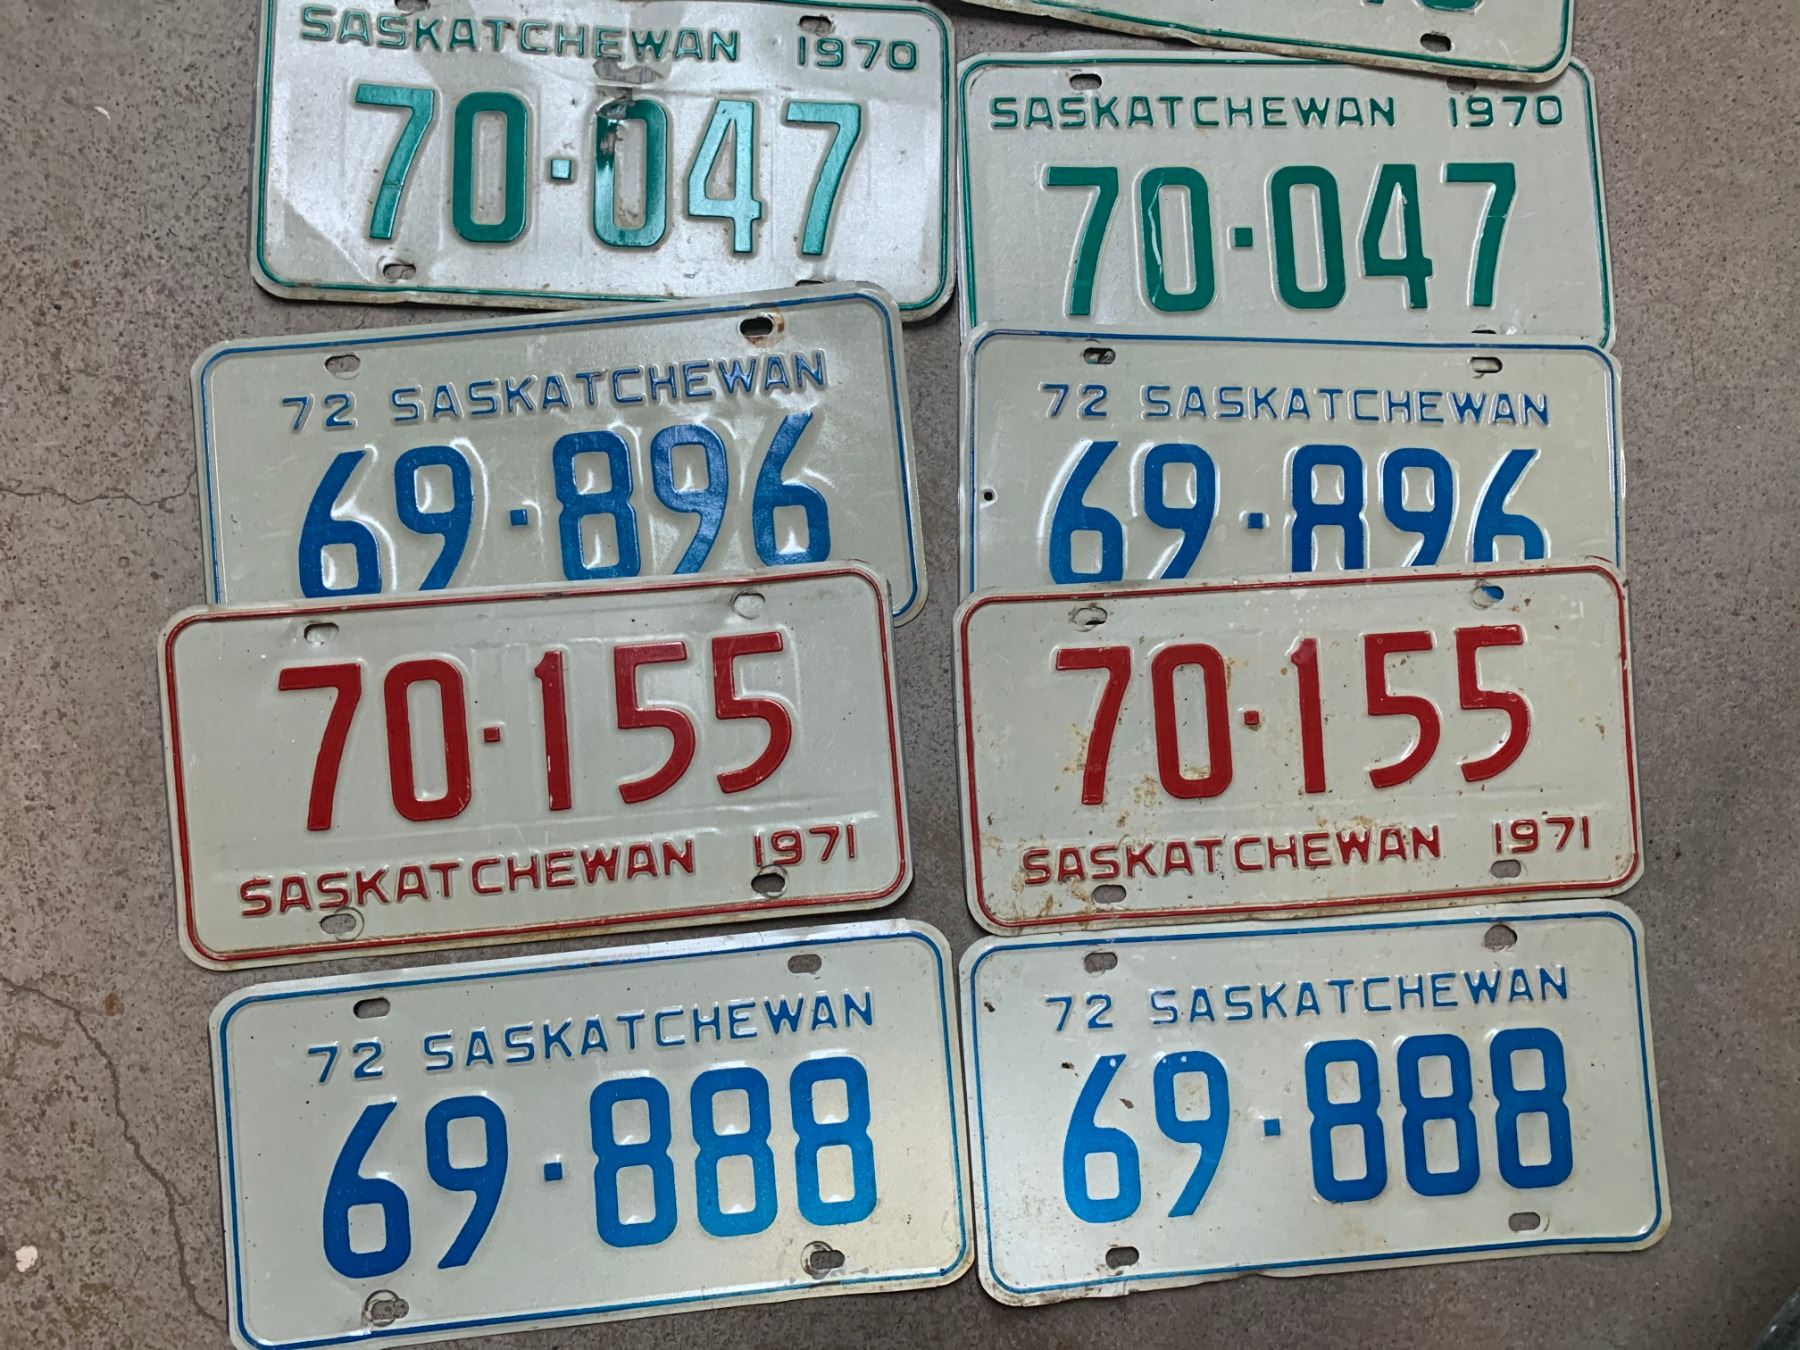 SASKATCHEWAN 1970
70·047
SASKATCHEWAN 1970
70·047
72 SASKATCHEWAN
69·896
72 SASKATCHEWAN
69·896
70·155
SASKATCHEWAN 1971
70·155
SASKATCHEWAN 1971
72 SASKATCHEWAN
69·888
72 SASKATCHEWAN
69·888